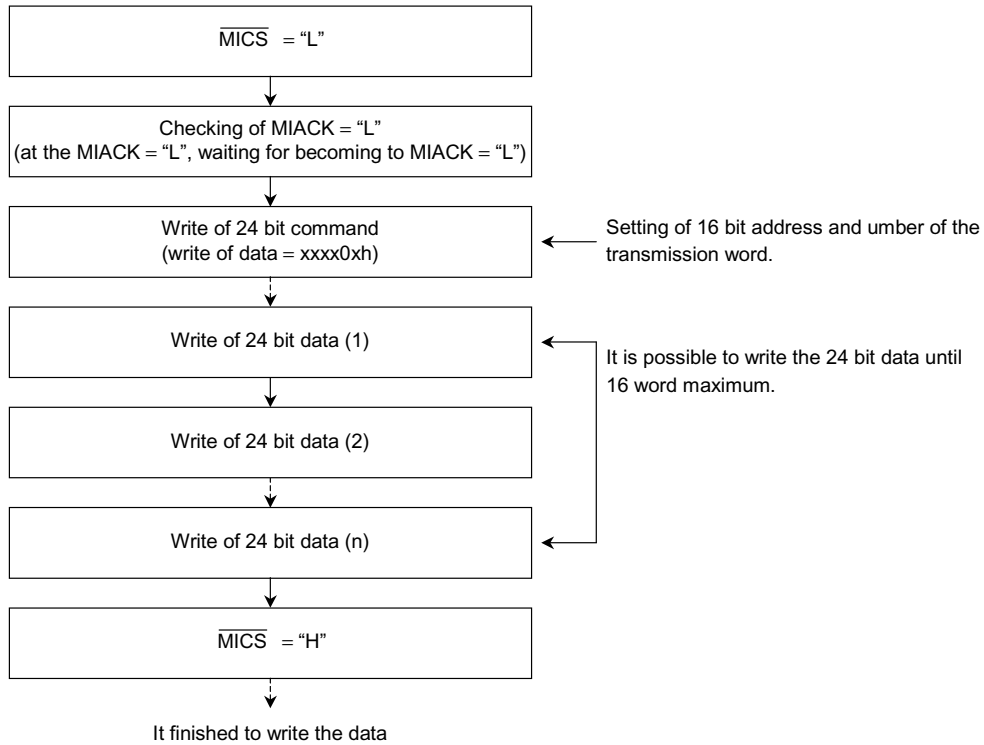 MICS = “L”
Checking of MIACK = “L”
(at the MIACK = “L”, waiting for becoming to MIACK = “L”)
Write of 24 bit command
(write of data = xxxx0xh)
Setting of 16 bit address and umber of the
transmission word.
Write of 24 bit data (1)
It is possible to write the 24 bit data until
16 word maximum.
Write of 24 bit data (2)
Write of 24 bit data (n)
MICS = “H”
It finished to write the data